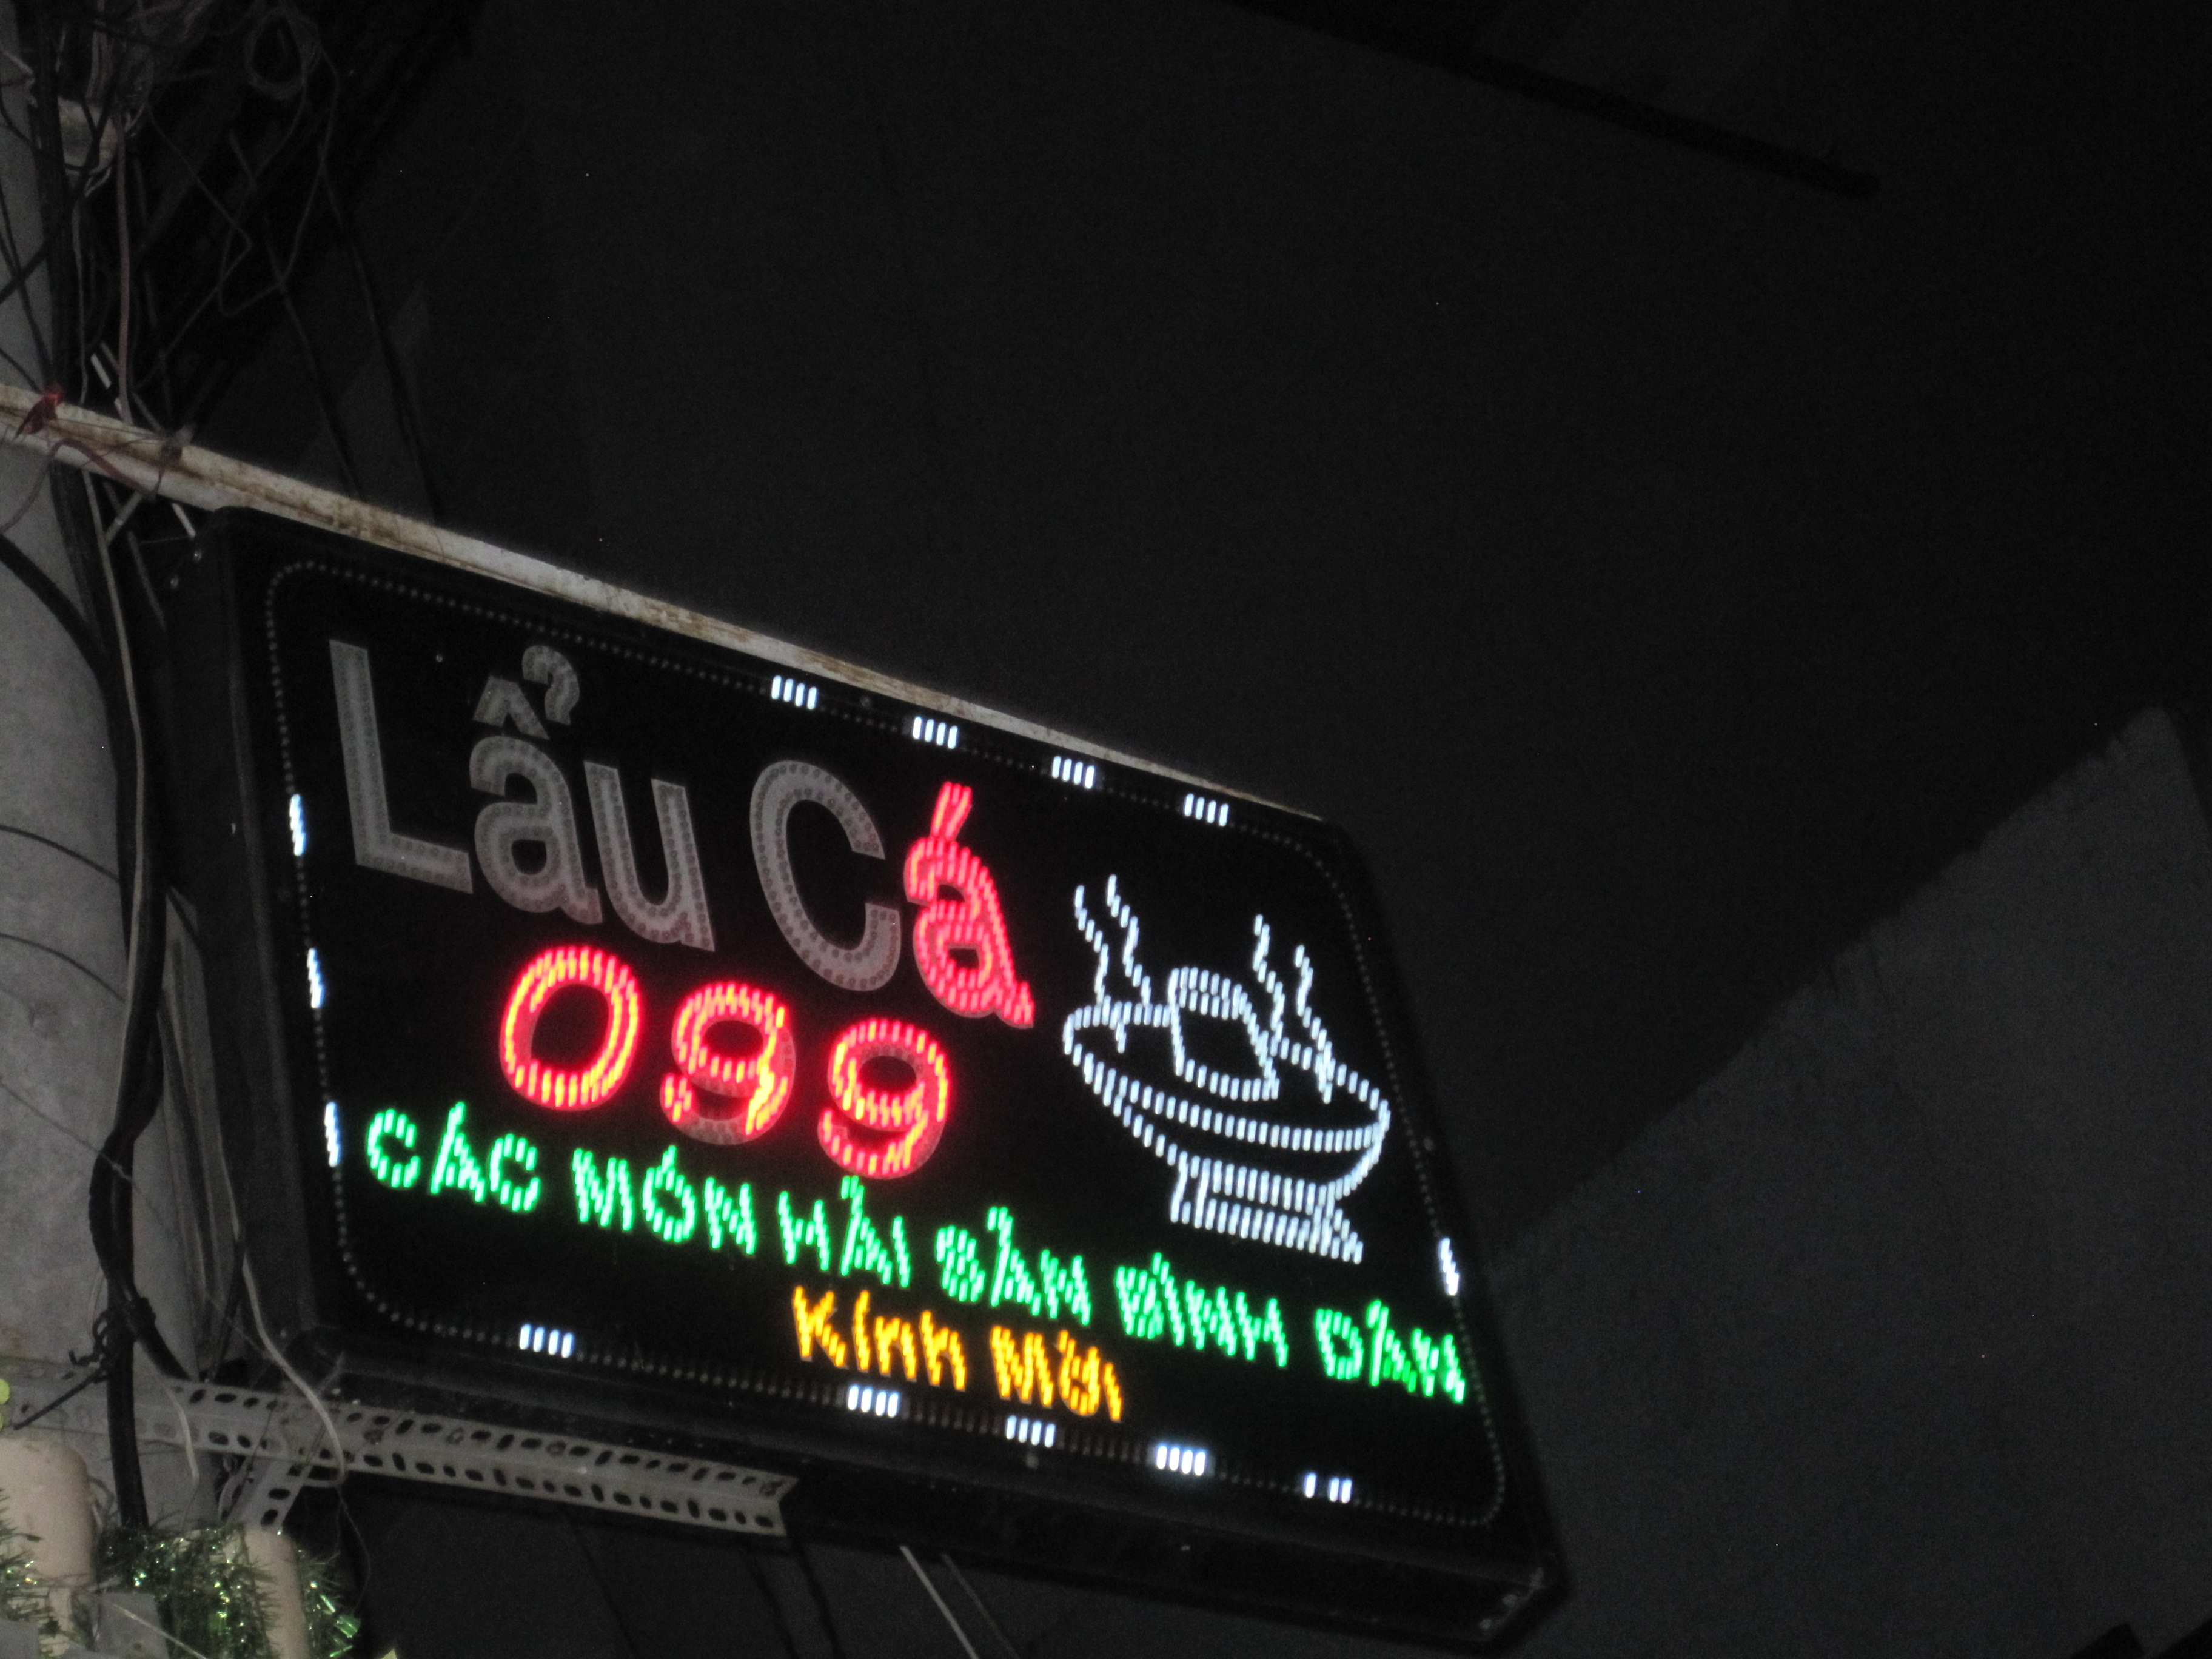 Lẩu Cá
099
CÁC MÓN HẢI SẢN BÌNH DÂN
Kính Mời